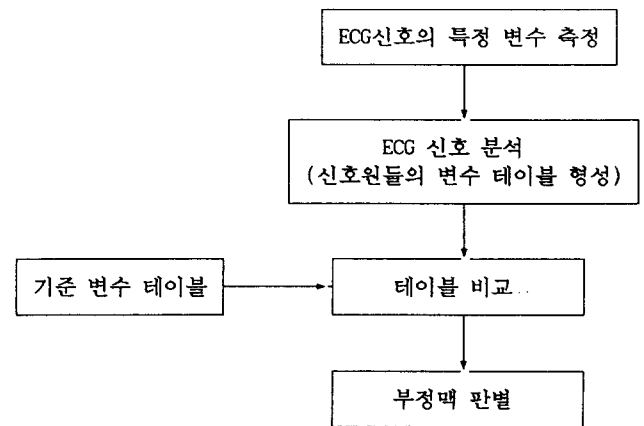 ECG신호의 특정 변수 측정
ECG 신호 분석
(신호원들의 변수 테이블 형성)
기준 변수 테이블
테이블 비교
부정맥 판별